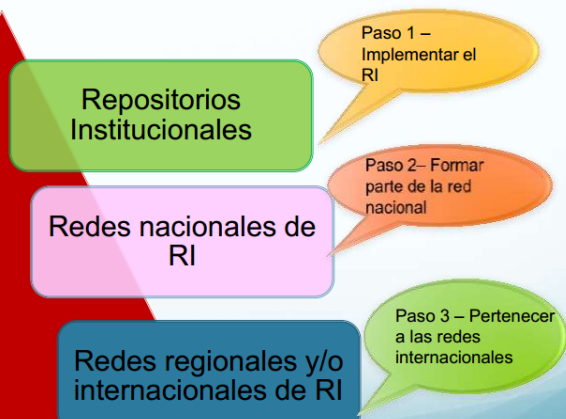 Paso 1 –
Implementar el
RI
Repositorios
Institucionales
Paso 2– Formar
parte de la red
nacional
Redes nacionales de
RI
Paso 3 – Pertenecer
a las redes
internacionales
Redes regionales y/o
internacionales de RI